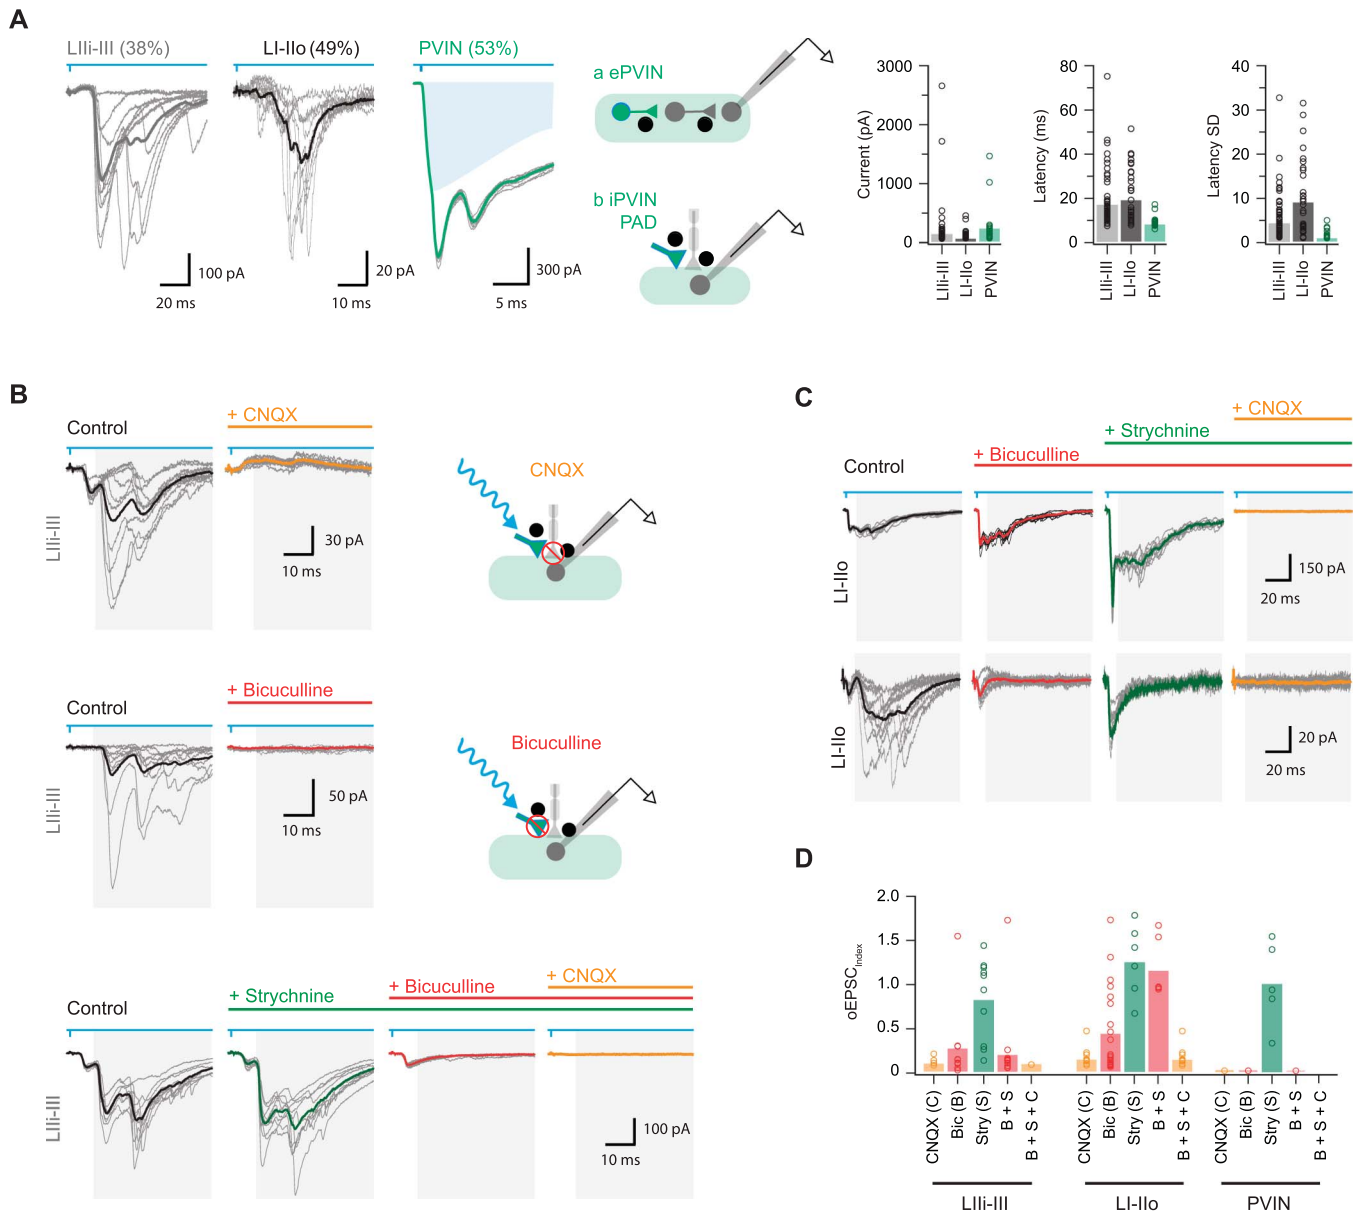 A
LIIi-III (38%)
LI-IIo (49%)
PVIN (53%)
100 pA
20 ms
20 pA
10 ms
300 pA
5 ms
a ePVIN
b iPVIN
PAD
Current (pA)
3000
2000
1000
0
LIIi-III
LI-IIo
PVIN
Latency (ms)
80
60
40
20
0
LIIi-III
LI-IIo
PVIN
Latency SD
40
30
20
10
0
LIIi-III
LI-IIo
PVIN
B
Control
+ CNQX
LIIi-III
30 pA
10 ms
CNQX
Control
+ Bicuculline
LIIi-III
50 pA
10 ms
Bicuculline
Control
+ Strychnine
+ Bicuculline
+ CNQX
LIIi-III
100 pA
10 ms
C
Control
+ Bicuculline
+ Strychnine
+ CNQX
LI-IIo
150 pA
20 ms
LI-IIo
20 pA
20 ms
D
oEPSCIndex
2.0
1.5
1.0
0.5
0
CNQX (C)
Bic (B)
Stry (S)
B + S
B + S + C
CNQX (C)
Bic (B)
Stry (S)
B + S
B + S + C
CNQX (C)
Bic (B)
Stry (S)
B + S
B + S + C
LIIi-III
LI-IIo
PVIN